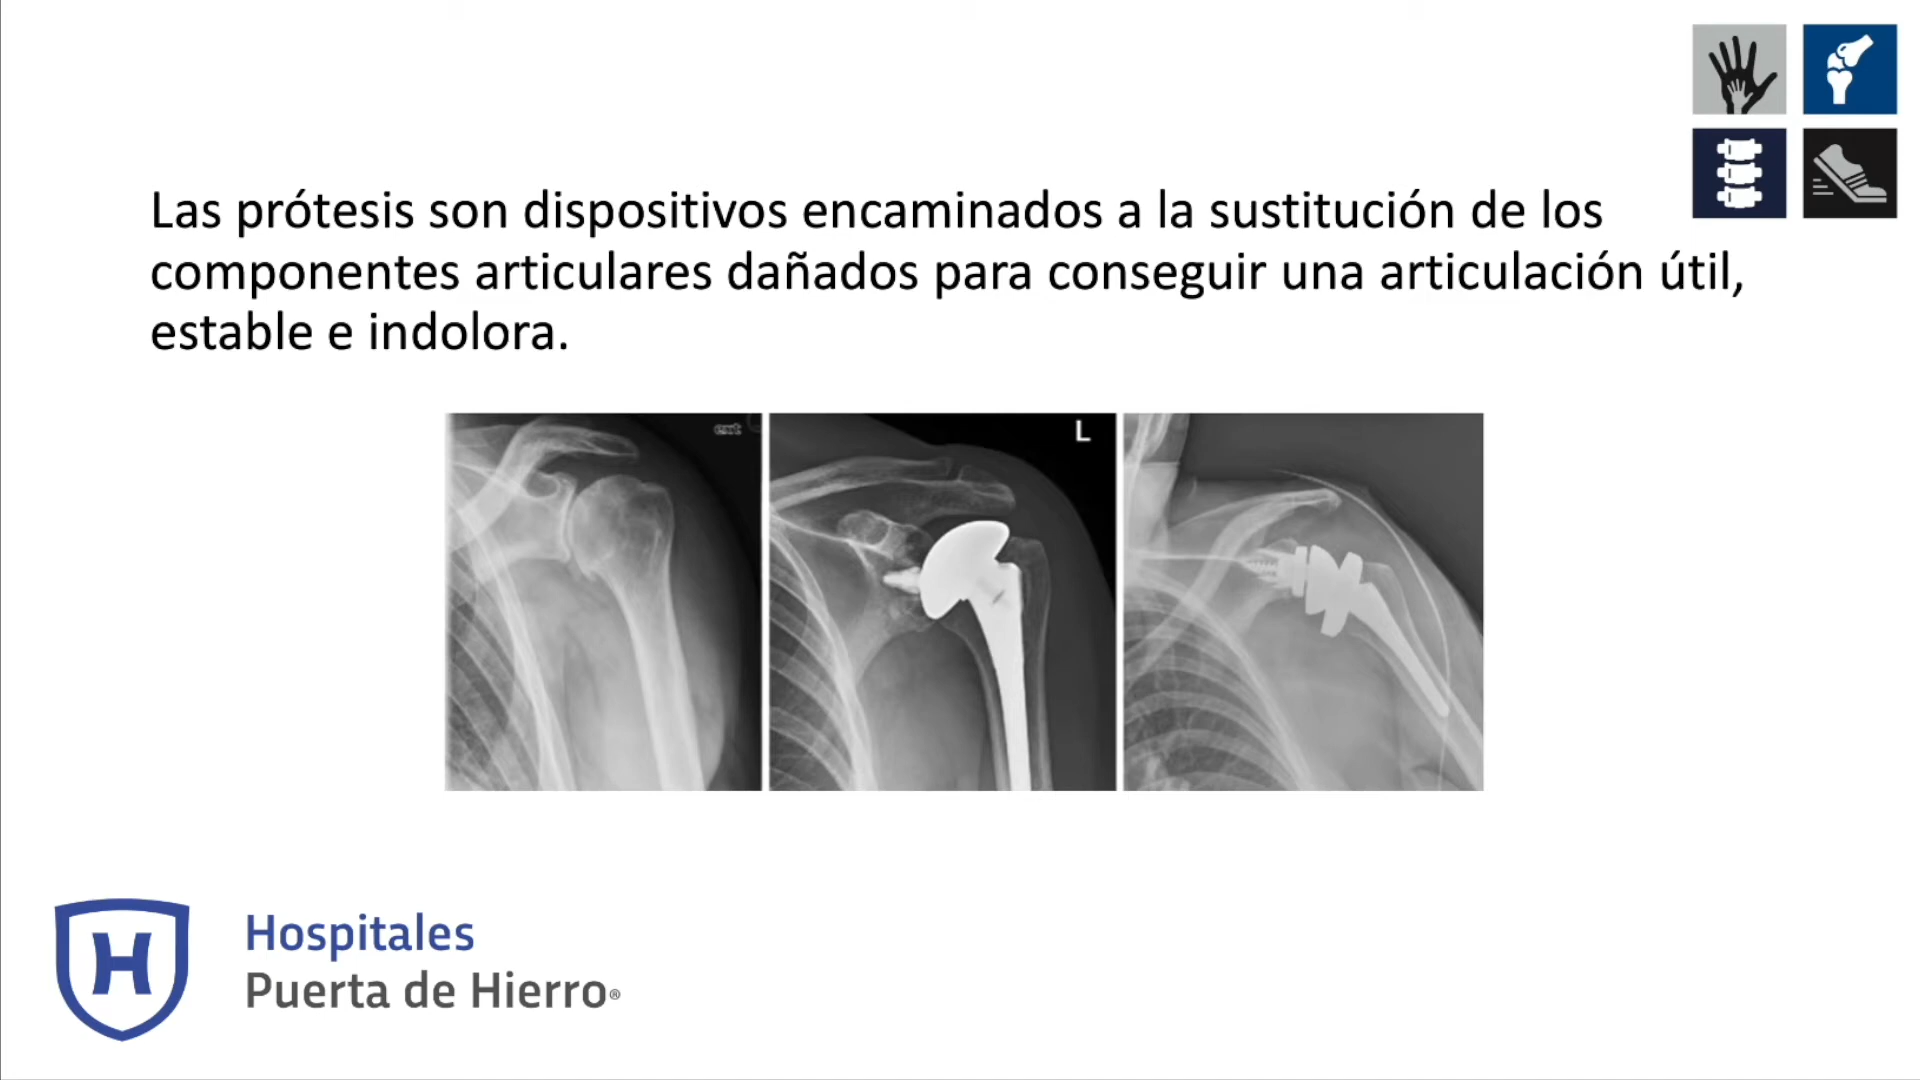 Las prótesis son dispositivos encaminados a la sustitución de los
componentes articulares dañados para conseguir una articulación útil,
estable e indolora.
ext
L
H
Hospitales
Puerta de Hierro®